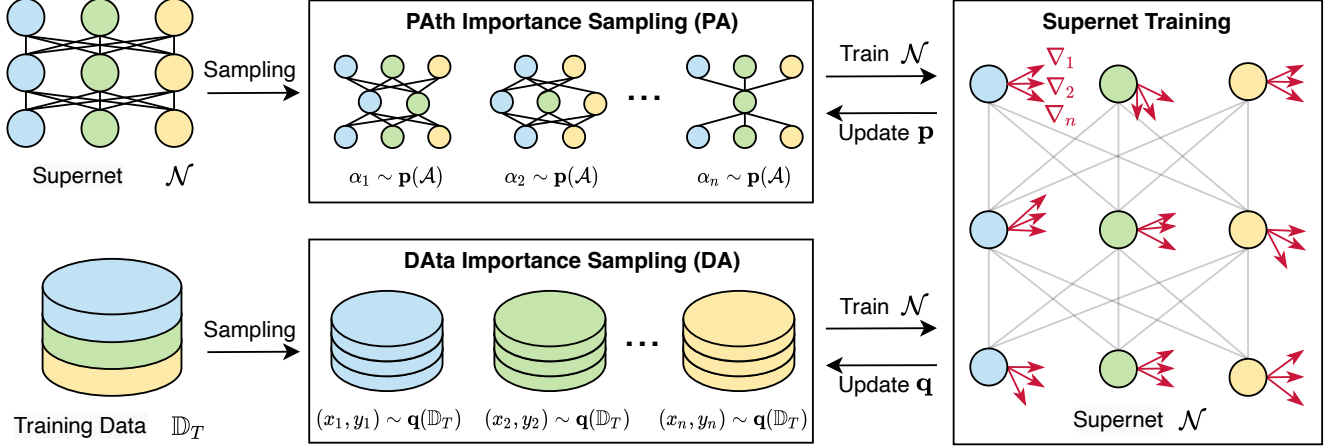 PAth Importance Sampling (PA)
Supernet Training
Sampling
Train 𝒩
Update 𝐩
∇₁
∇₂
∇ₙ
Supernet 𝒩
α₁ ∼ 𝐩(𝒜)
α₂ ∼ 𝐩(𝒜)
···
αₙ ∼ 𝐩(𝒜)
DAta Importance Sampling (DA)
Sampling
Train 𝒩
Update 𝐪
···
Training Data 𝔻_T
(x₁, y₁) ∼ 𝐪(𝔻_T)
(x₂, y₂) ∼ 𝐪(𝔻_T)
(xₙ, yₙ) ∼ 𝐪(𝔻_T)
Supernet 𝒩